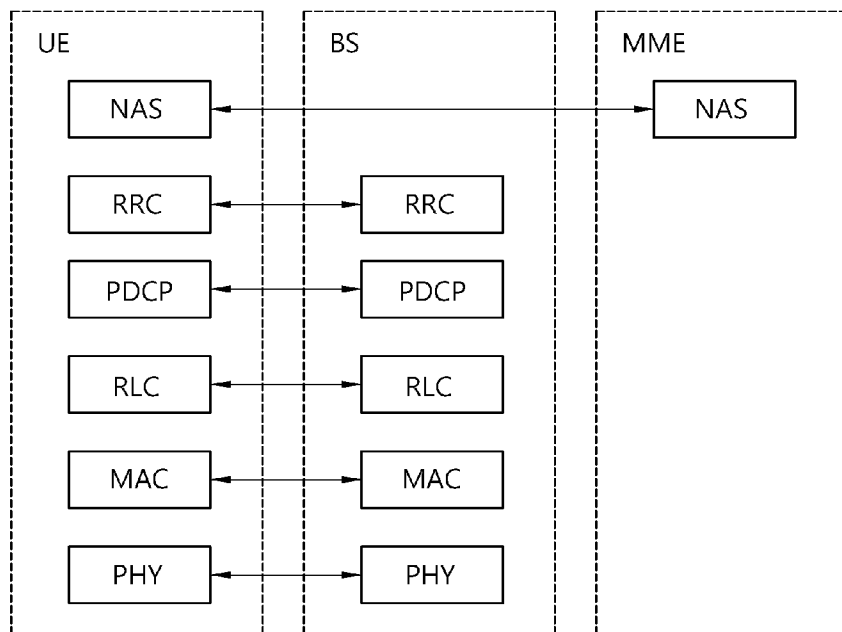 UE BS MME
NAS NAS
RRC RRC
PDCP PDCP
RLC RLC
MAC MAC
PHY PHY